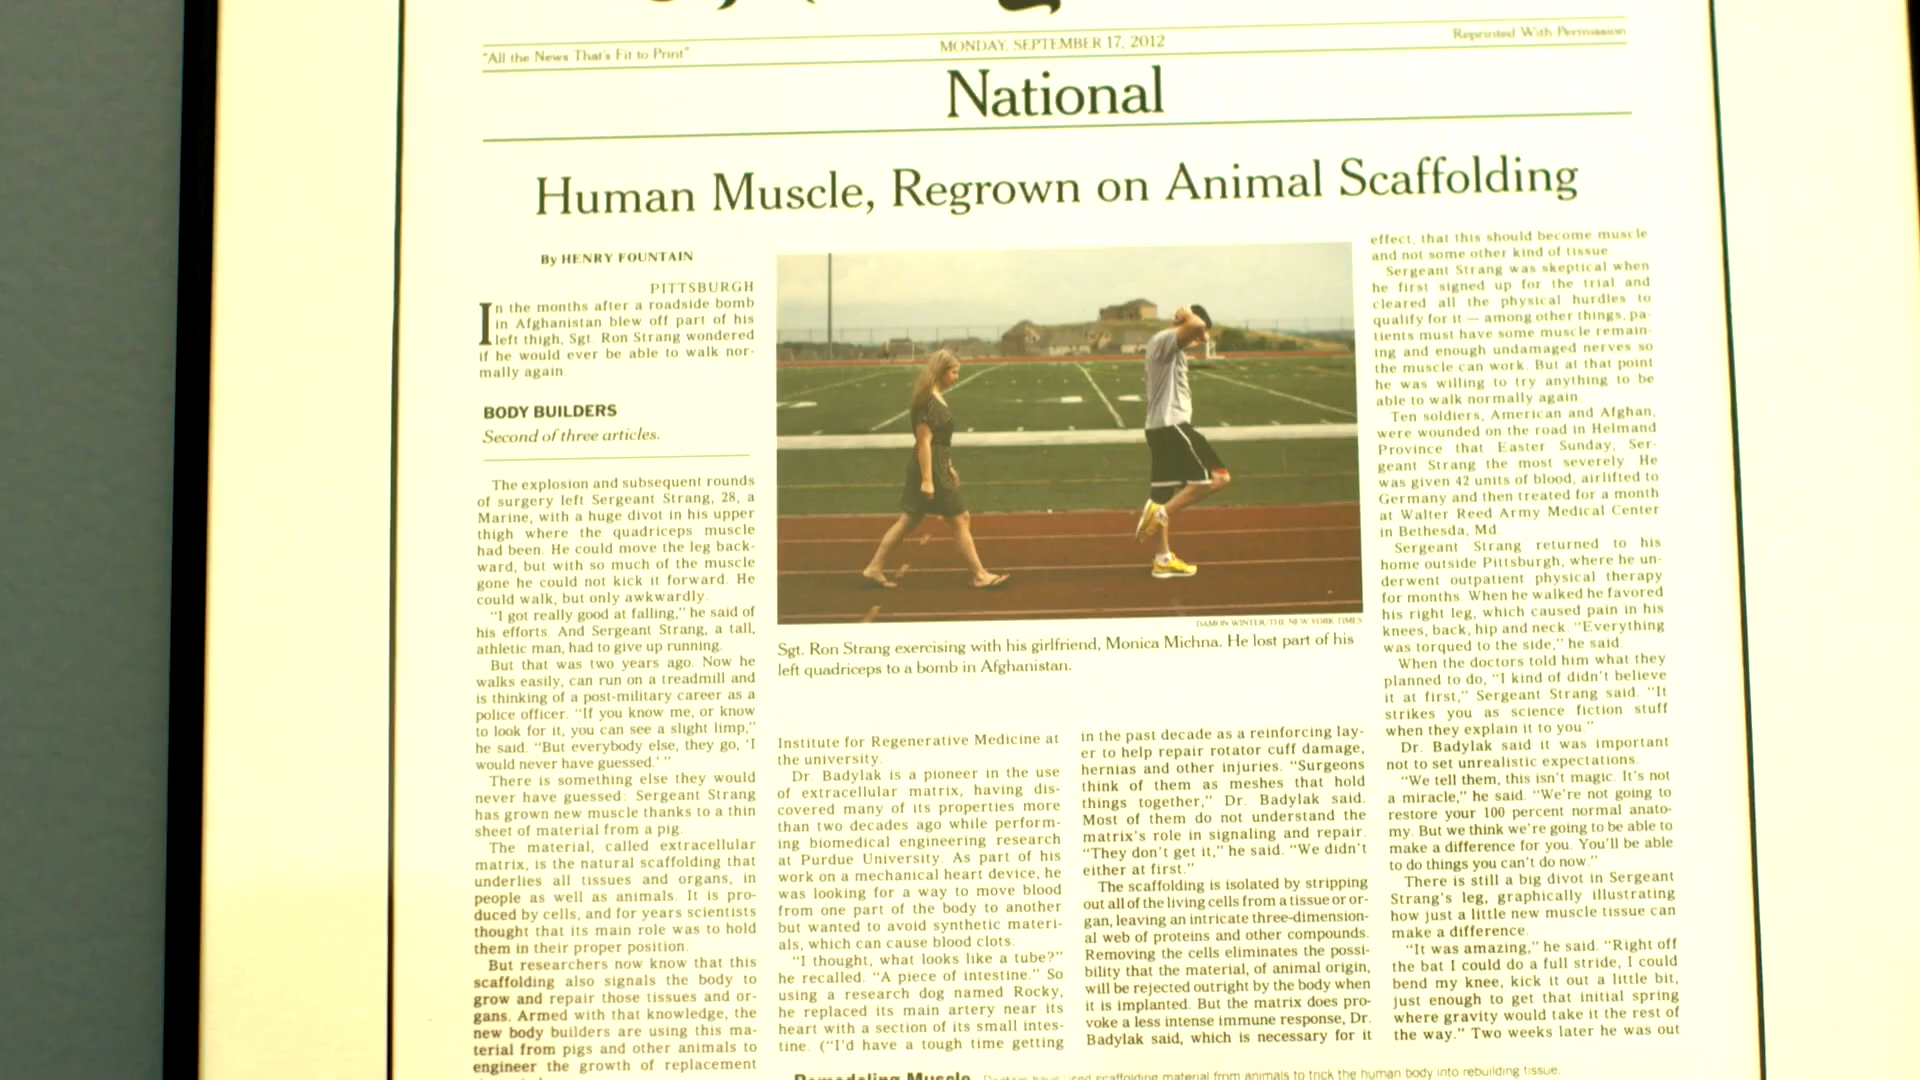 "All the News That's Fit to Print"
MONDAY, SEPTEMBER 17, 2012
Reprinted With Permission
National
Human Muscle, Regrown on Animal Scaffolding
By HENRY FOUNTAIN
PITTSBURGH
In the months after a roadside bomb
in Afghanistan blew off part of his
left thigh, Sgt. Ron Strang wondered
if he would ever be able to walk nor-
mally again.
BODY BUILDERS
Second of three articles.
The explosion and subsequent rounds
of surgery left Sergeant Strang, 28, a
Marine, with a huge divot in his upper
thigh where the quadriceps muscle
had been. He could move the leg back-
ward, but with so much of the muscle
gone he could not kick it forward. He
could walk, but only awkwardly.
"I got really good at falling," he said of
his efforts. And Sergeant Strang, a tall,
athletic man, had to give up running.
But that was two years ago. Now he
walks easily, can run on a treadmill and
is thinking of a post-military career as a
police officer. "If you know me, or know
to look for it, you can see a slight limp,"
he said. "But everybody else, they go, 'I
would never have guessed.' "
There is something else they would
never have guessed: Sergeant Strang
has grown new muscle thanks to a thin
sheet of material from a pig.
The material, called extracellular
matrix, is the natural scaffolding that
underlies all tissues and organs, in
people as well as animals. It is pro-
duced by cells, and for years scientists
thought that its main role was to hold
them in their proper position.
But researchers now know that this
scaffolding also signals the body to
grow and repair those tissues and or-
gans. Armed with that knowledge, the
new body builders are using this ma-
terial from pigs and other animals to
engineer the growth of replacement
DAMON WINTER/THE NEW YORK TIMES
Sgt. Ron Strang exercising with his girlfriend, Monica Michna. He lost part of his
left quadriceps to a bomb in Afghanistan.
Institute for Regenerative Medicine at
the university.
Dr. Badylak is a pioneer in the use
of extracellular matrix, having dis-
covered many of its properties more
than two decades ago while perform-
ing biomedical engineering research
at Purdue University. As part of his
work on a mechanical heart device, he
was looking for a way to move blood
from one part of the body to another
but wanted to avoid synthetic materi-
als, which can cause blood clots.
"I thought, what looks like a tube?"
he recalled. "A piece of intestine." So
using a research dog named Rocky,
he replaced its main artery near its
heart with a section of its small intes-
tine. ("I'd have a tough time getting
in the past decade as a reinforcing lay-
er to help repair rotator cuff damage,
hernias and other injuries. "Surgeons
think of them as meshes that hold
things together," Dr. Badylak said.
Most of them do not understand the
matrix's role in signaling and repair.
"They don't get it," he said. "We didn't
either at first."
The scaffolding is isolated by stripping
out all of the living cells from a tissue or or-
gan, leaving an intricate three-dimension-
al web of proteins and other compounds.
Removing the cells eliminates the possi-
bility that the material, of animal origin,
will be rejected outright by the body when
it is implanted. But the matrix does pro-
voke a less intense immune response, Dr.
Badylak said, which is necessary for it
effect, that this should become muscle
and not some other kind of tissue.
Sergeant Strang was skeptical when
he first signed up for the trial and
cleared all the physical hurdles to
qualify for it — among other things, pa-
tients must have some muscle remain-
ing and enough undamaged nerves so
the muscle can work. But at that point
he was willing to try anything to be
able to walk normally again.
Ten soldiers, American and Afghan,
were wounded on the road in Helmand
Province that Easter Sunday, Ser-
geant Strang the most severely. He
was given 42 units of blood, airlifted to
Germany and then treated for a month
at Walter Reed Army Medical Center
in Bethesda, Md.
Sergeant Strang returned to his
home outside Pittsburgh, where he un-
derwent outpatient physical therapy
for months. When he walked he favored
his right leg, which caused pain in his
knees, back, hip and neck. "Everything
was torqued to the side," he said.
When the doctors told him what they
planned to do, "I kind of didn't believe
it at first," Sergeant Strang said. "It
strikes you as science fiction stuff
when they explain it to you."
Dr. Badylak said it was important
not to set unrealistic expectations.
"We tell them, this isn't magic. It's not
a miracle," he said. "We're not going to
restore your 100 percent normal anato-
my. But we think we're going to be able to
make a difference for you. You'll be able
to do things you can't do now."
There is still a big divot in Sergeant
Strang's leg, graphically illustrating
how just a little new muscle tissue can
make a difference.
"It was amazing," he said. "Right off
the bat I could do a full stride, I could
bend my knee, kick it out a little bit,
just enough to get that initial spring
where gravity would take it the rest of
the way." Two weeks later he was out
Remodeling Muscle Doctors have used scaffolding material from animals to trick the human body into rebuilding tissue.